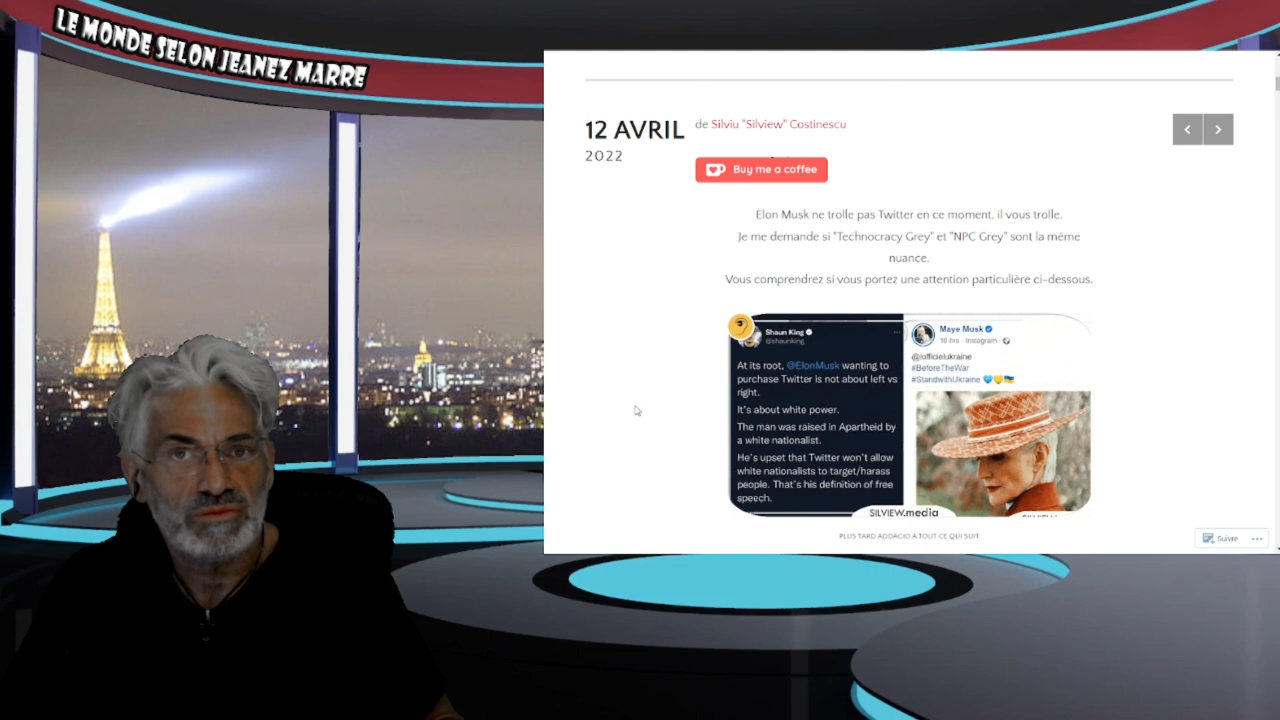 LE MONDE SELON JEANEZ MARRE
12 AVRIL
2022
de Silviu "Silview" Costinescu
Buy me a coffee
Elon Musk ne trolle pas Twitter en ce moment, il vous trolle.
Je me demande si "Technocracy Grey" et "NPC Grey" sont la même
nuance.
Vous comprendrez si vous portez une attention particulière ci-dessous.
Shaun King
@shaunking
At its root, @ElonMusk wanting to
purchase Twitter is not about left vs
right.
It's about white power.
The man was raised in Apartheid by
a white nationalist.
He's upset that Twitter won't allow
white nationalists to target/harass
people. That's his definition of free
speech.
Maye Musk
10 hrs · Instagram ·
@lofficielukraine
#BeforeTheWar
#StandwithUkraine
SILVIEW.media
PLUS TARD ADDACIO À TOUT CE QUI SUIT
Suivre